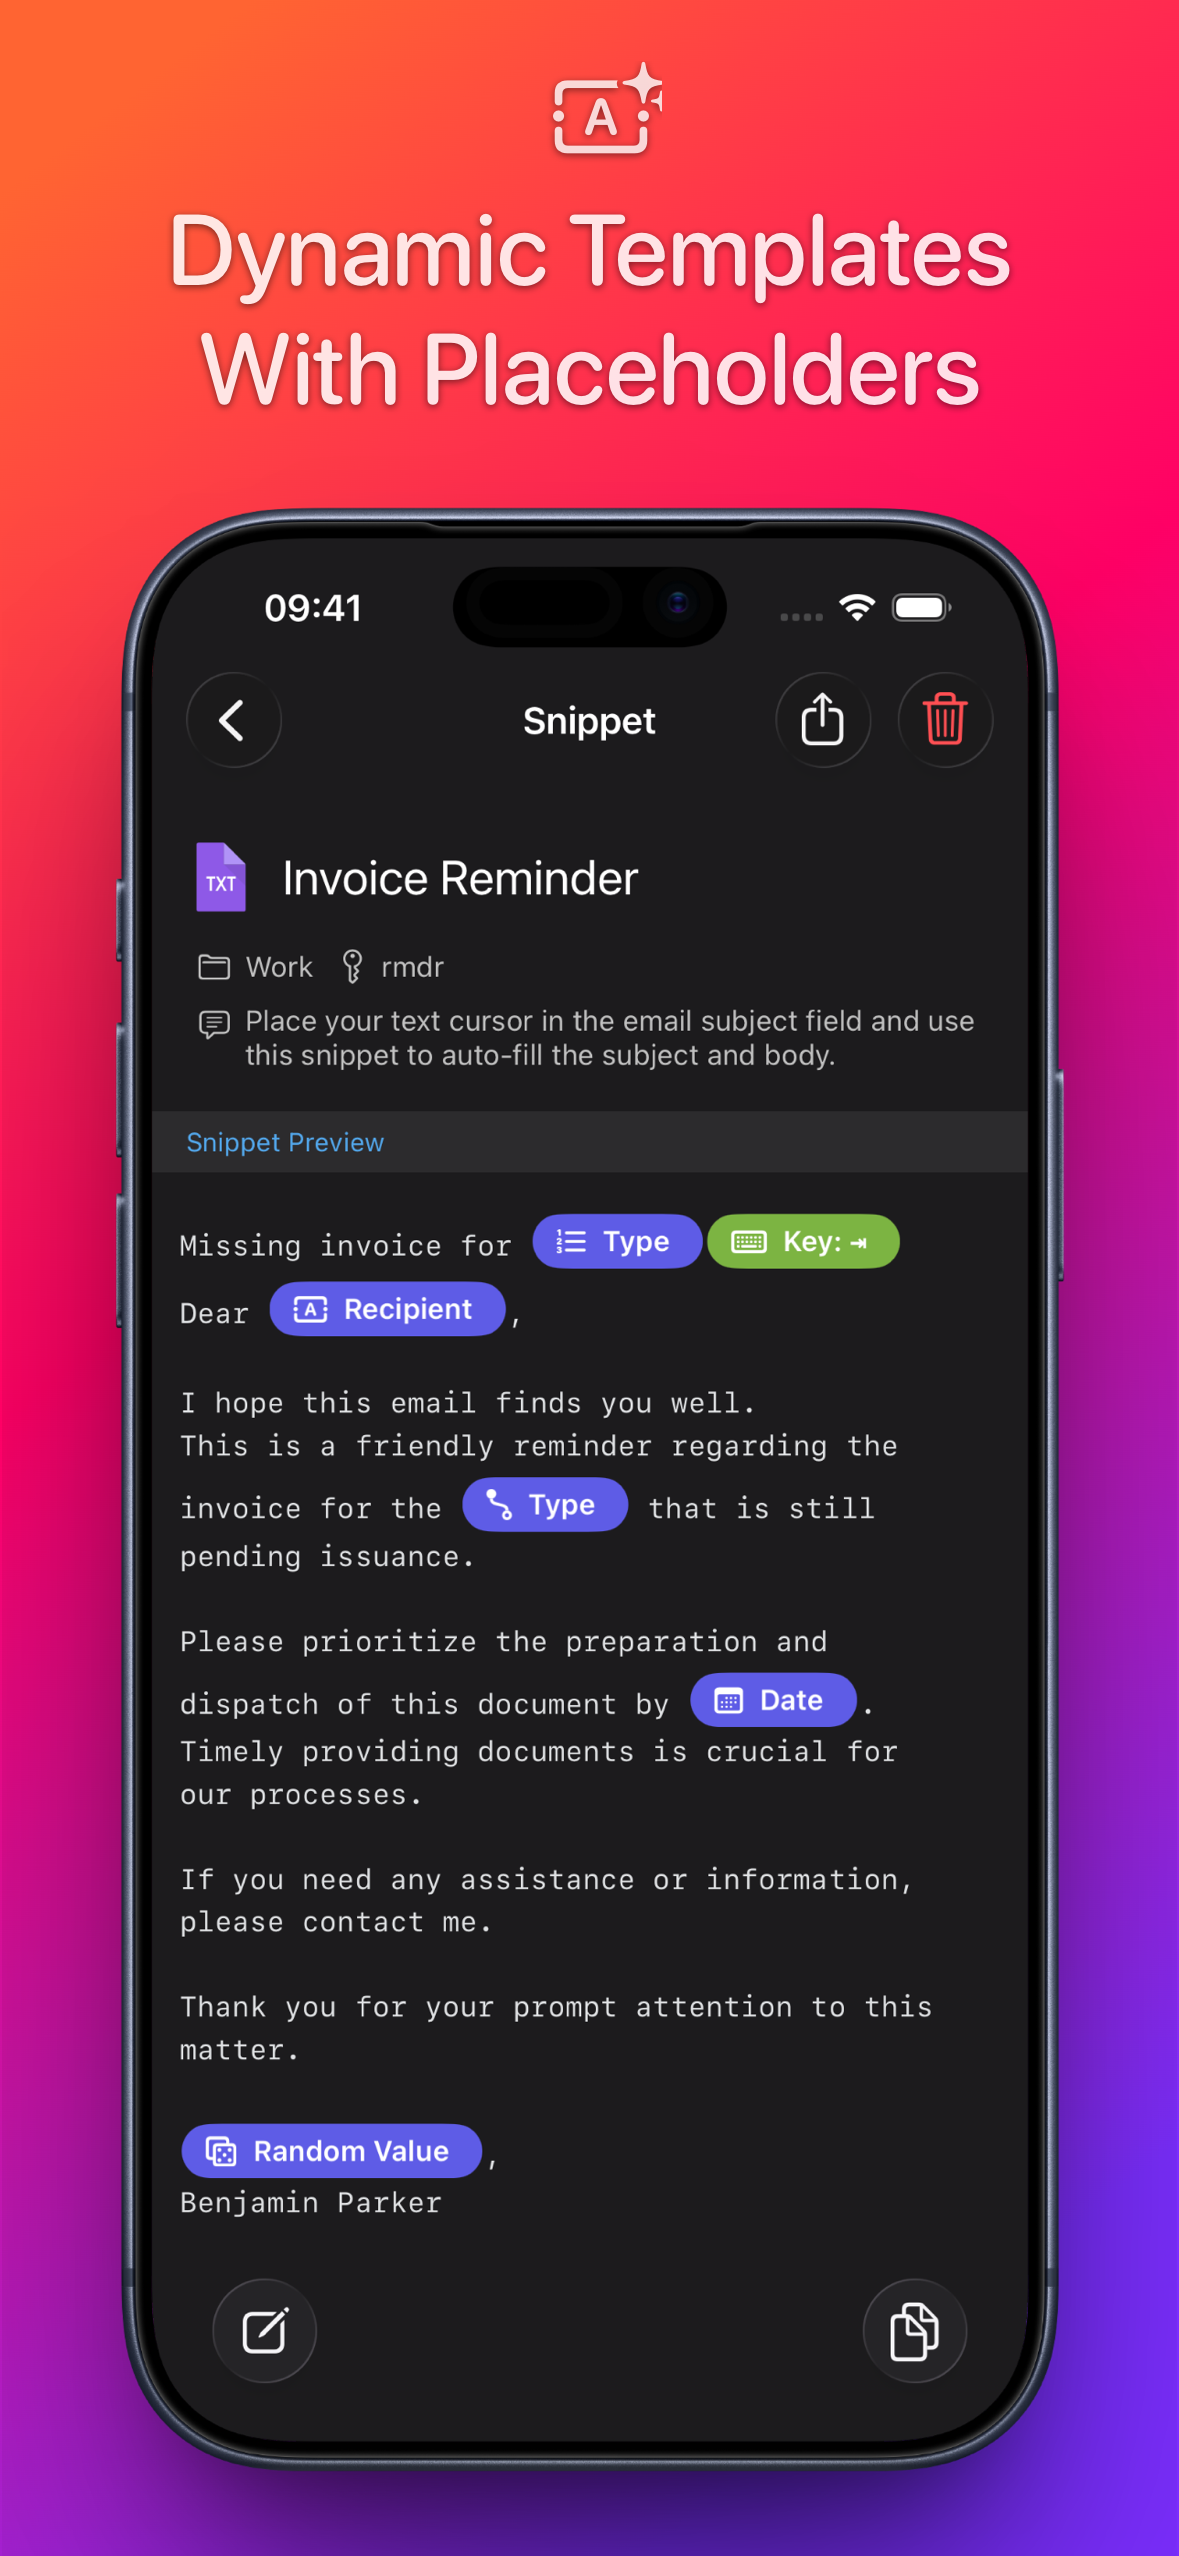 A
Dynamic Templates
With Placeholders
09:41
Snippet
TXT
Invoice Reminder
Work rmdr
Place your text cursor in the email subject field and use
this snippet to auto-fill the subject and body.
Snippet Preview
Missing invoice for 123 Type Key: ⇥
Dear A Recipient ,
I hope this email finds you well.
This is a friendly reminder regarding the
invoice for the Type that is still
pending issuance.
Please prioritize the preparation and
dispatch of this document by Date .
Timely providing documents is crucial for
our processes.
If you need any assistance or information,
please contact me.
Thank you for your prompt attention to this
matter.
Random Value ,
Benjamin Parker